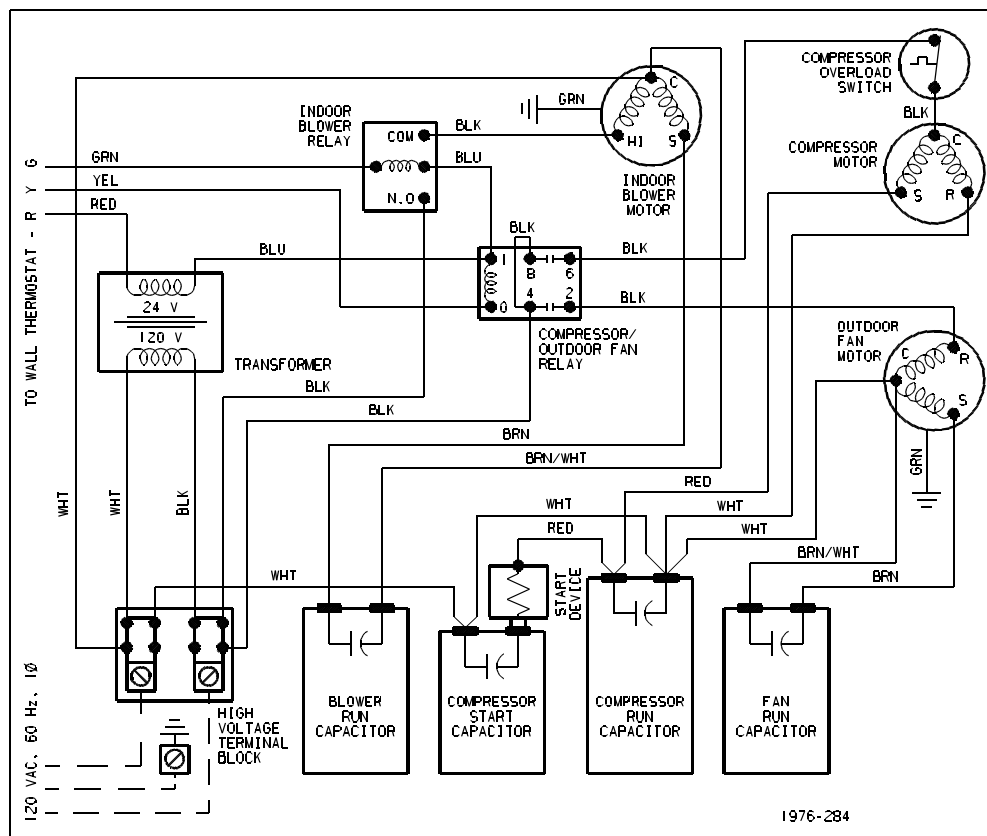 COMPRESSOR
OVERLOAD
SWITCH
BLK
COMPRESSOR
MOTOR
C
S R
INDOOR
BLOWER
RELAY
COM
N.O
BLK
BLU
GRN
C
HI S
INDOOR
BLOWER
MOTOR
GRN
YEL
RED
TO WALL THERMOSTAT - R Y G
BLU
24 V
120 V
TRANSFORMER
BLK
1 8 6
0 4 2
BLK
BLK
COMPRESSOR/
OUTDOOR FAN
RELAY
OUTDOOR
FAN
MOTOR
C
R
S
GRN
BLK
BLK
BRN
BRN/WHT
WHT
WHT
BLK
RED
WHT
WHT
WHT
RED
BRN/WHT
BRN
WHT
START
DEVICE
BLOWER
RUN
CAPACITOR
COMPRESSOR
START
CAPACITOR
COMPRESSOR
RUN
CAPACITOR
FAN
RUN
CAPACITOR
HIGH
VOLTAGE
TERMINAL
BLOCK
120 VAC. 60 Hz. 1Ø
1976-284